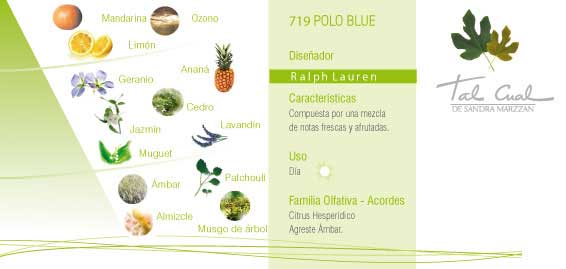 Mandarina
Ozono
Limón
Ananá
Geranio
Cedro
Jazmín
Lavandín
Muguet
Patchoulí
Ámbar
Almizcle
Musgo de árbol
719 POLO BLUE
Diseñador
Ralph Lauren
Características
Compuesta por una mezcla
de notas frescas y afrutadas.
Uso
Día
Familia Olfativa - Acordes
Citrus Hesperídico
Agreste Ámbar.
Tal Cual
DE SANDRA MARZZAN